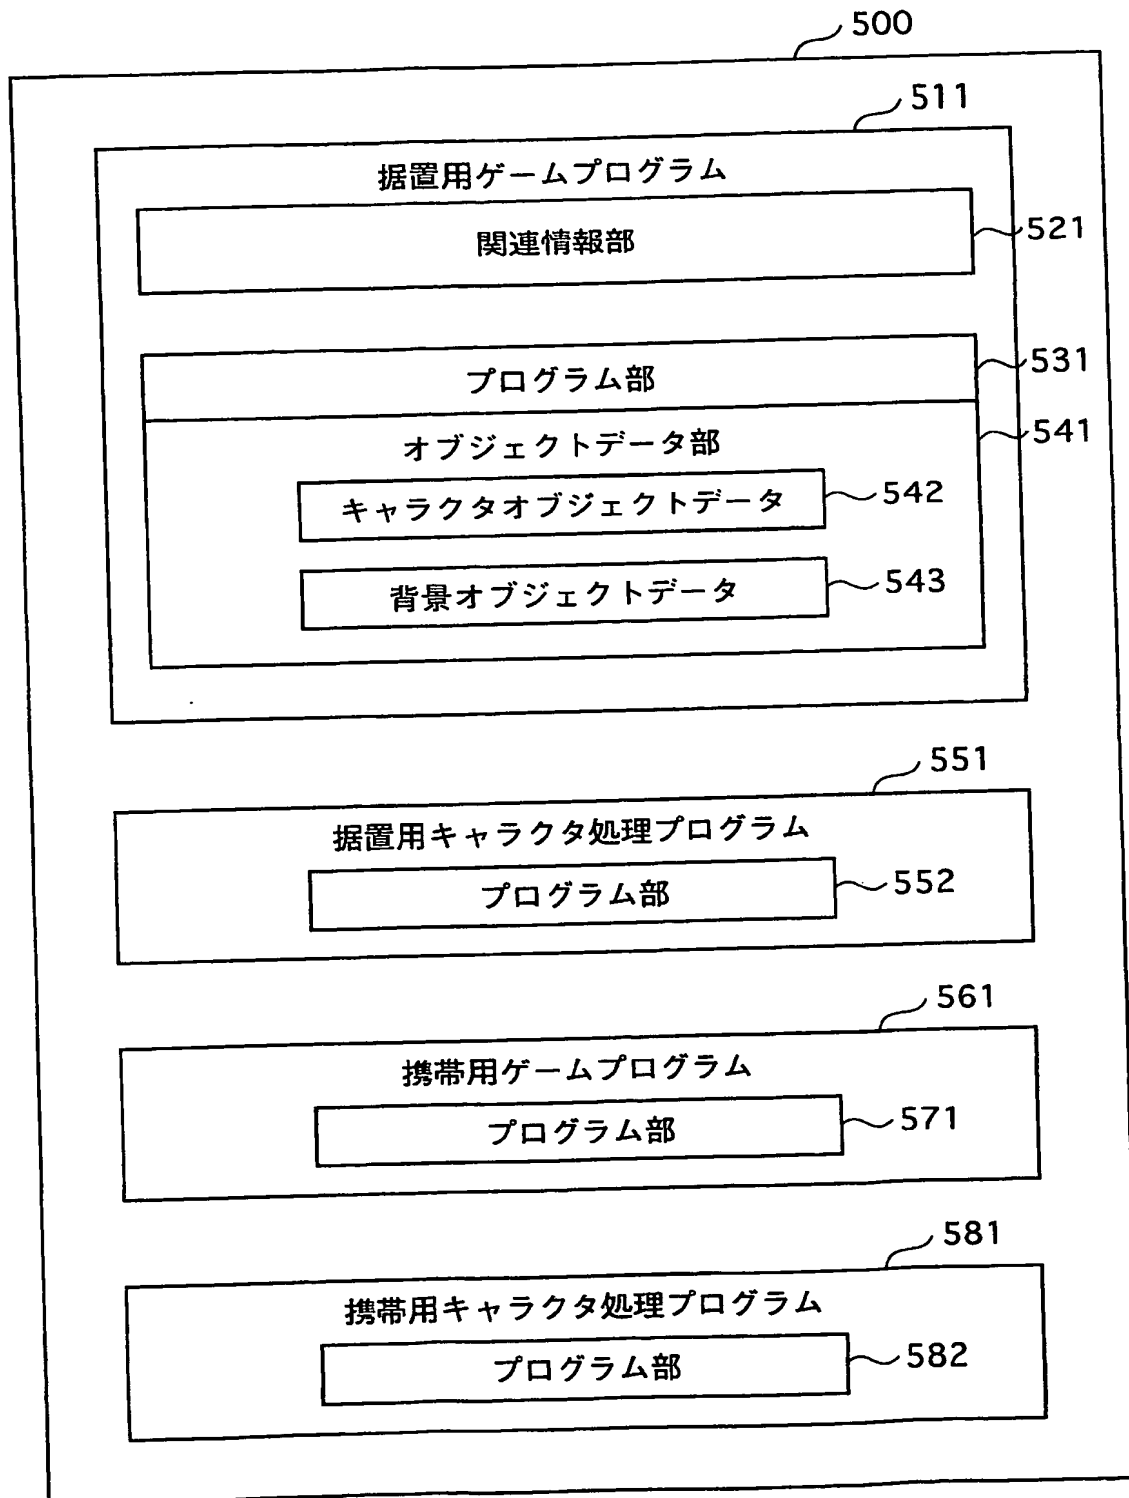 500
511
据置用ゲームプログラム
関連情報部
521
プログラム部
531
オブジェクトデータ部
541
キャラクタオブジェクトデータ
542
背景オブジェクトデータ
543
551
据置用キャラクタ処理プログラム
プログラム部
552
561
携帯用ゲームプログラム
プログラム部
571
581
携帯用キャラクタ処理プログラム
プログラム部
582